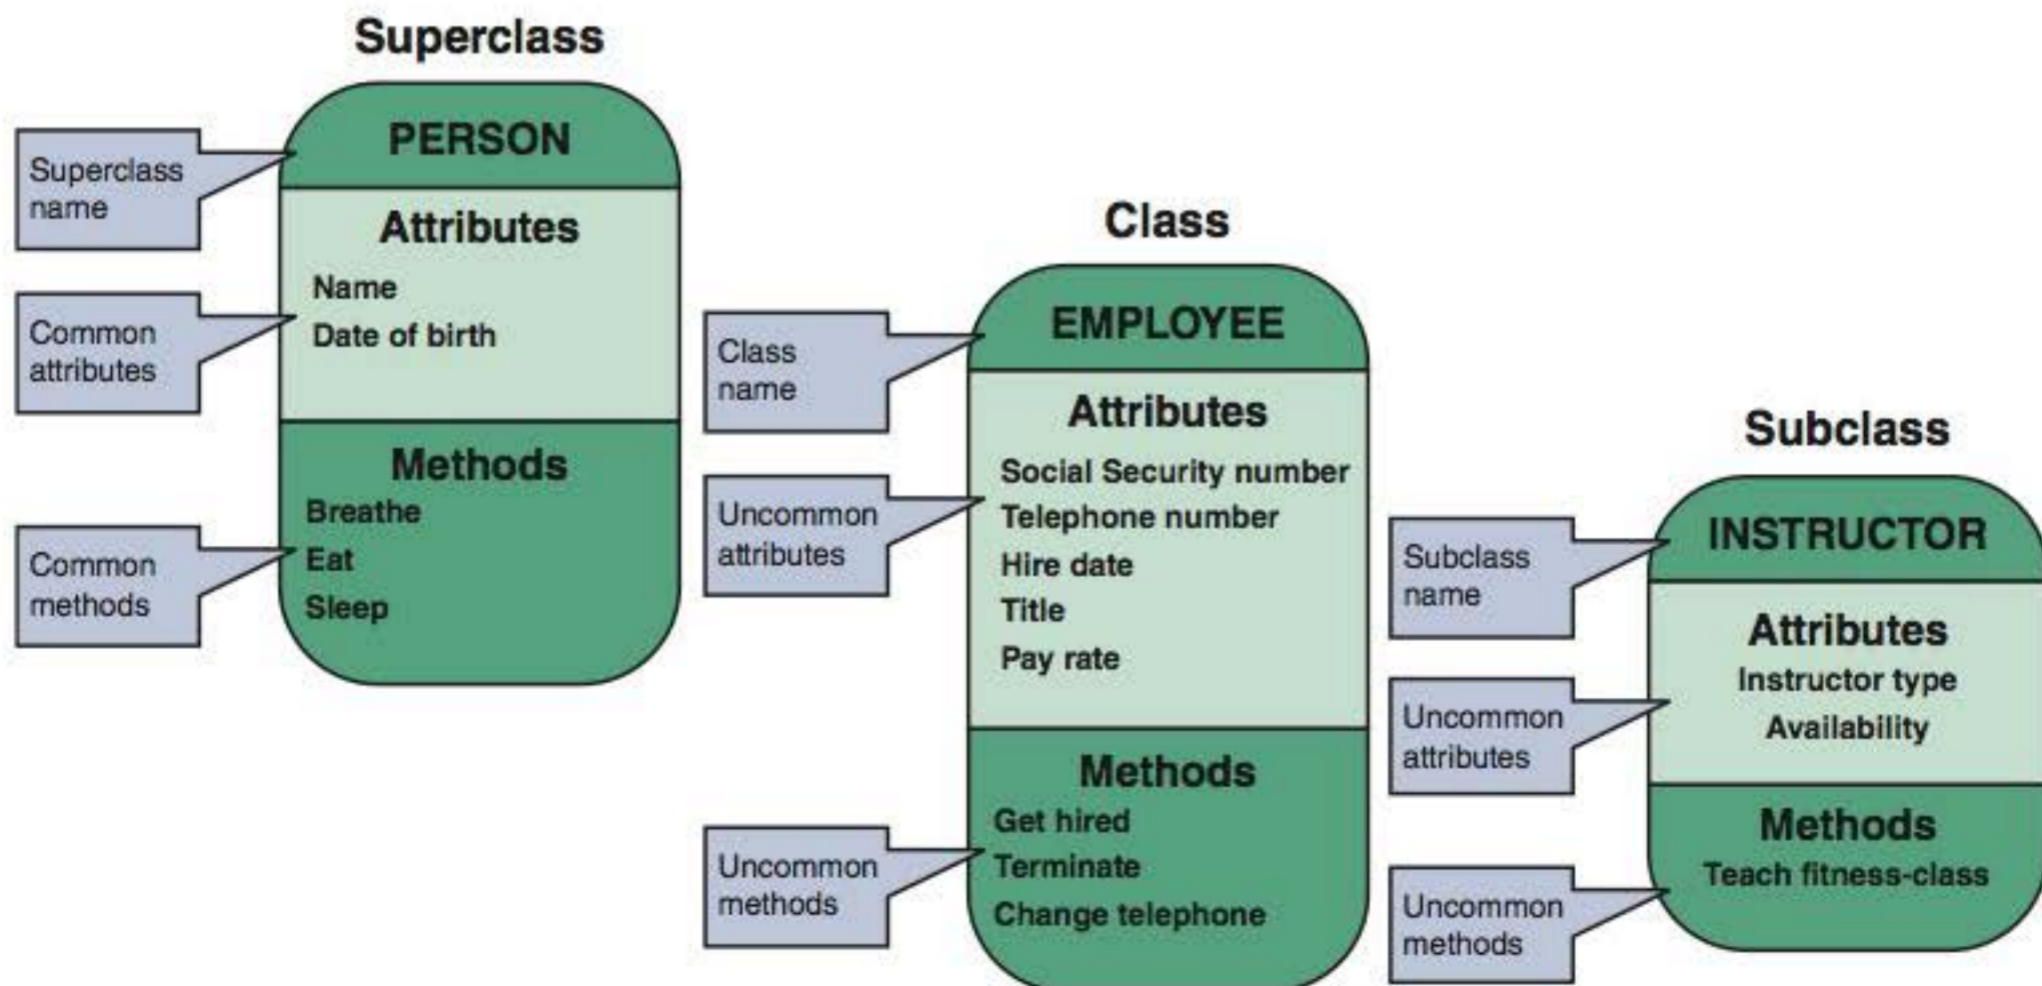 Superclass
PERSON
Superclass
name
Attributes
Name
Date of birth
Common
attributes
Methods
Breathe
Eat
Sleep
Common
methods
Class
EMPLOYEE
Class
name
Attributes
Social Security number
Telephone number
Hire date
Title
Pay rate
Uncommon
attributes
Methods
Get hired
Terminate
Change telephone
Uncommon
methods
Subclass
INSTRUCTOR
Subclass
name
Attributes
Instructor type
Availability
Uncommon
attributes
Methods
Teach fitness-class
Uncommon
methods